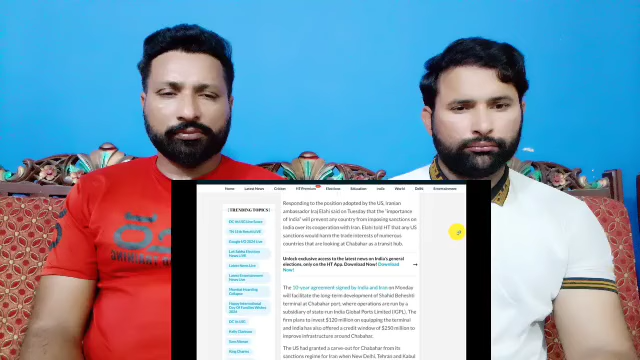 Home Latest News Cricket HT Premium Elections Education India World Delhi Entertainment
TRENDING TOPICS
Responding to the position adopted by the US, Iranian
ambassador Iraj Elahi said on Tuesday that the "importance
of India" will prevent any country from imposing sanctions on
India over its cooperation with Iran. Elahi told HT that any US
sanctions would harm the trade interests of numerous
countries that are looking at Chabahar as a transit hub.
Unlock exclusive access to the latest news on India's general
elections, only on the HT App. Download Now! Download
Now!
The 10-year agreement signed by India and Iran on Monday
will facilitate the long-term development of Shahid Beheshti
terminal at Chabahar port, where operations are run by a
subsidiary of state-run India Global Ports Limited (IGPL). The
firm plans to invest $120 million on equipping the terminal
and India has also offered a credit window of $250 million to
improve infrastructure around Chabahar.
The US had granted a carve-out for Chabahar from its
sanctions regime for Iran when New Delhi, Tehran and Kabul